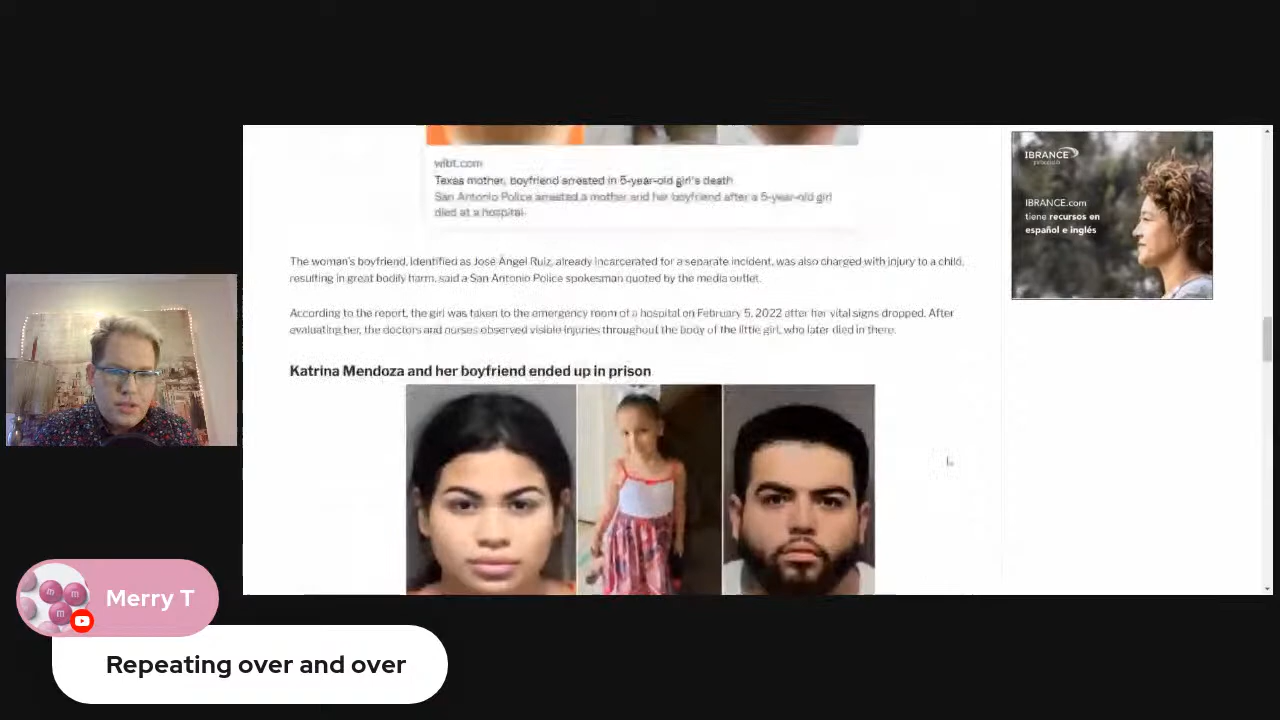 wibt.com
Texas mother, boyfriend arrested in 5-year-old girl's death
San Antonio Police arrested a mother and her boyfriend after a 5-year-old girl
died at a hospital
The woman's boyfriend, identified as José Ángel Ruiz, already incarcerated for a separate incident, was also charged with injury to a child,
resulting in great bodily harm, said a San Antonio Police spokesman quoted by the media outlet.
According to the report, the girl was taken to the emergency room of a hospital on February 5, 2022 after her vital signs dropped. After
evaluating her, the doctors and nurses observed visible injuries throughout the body of the little girl, who later died in there.
Katrina Mendoza and her boyfriend ended up in prison
IBRANCE
IBRANCE.com
tiene recursos en
español e inglés
Merry T
Repeating over and over